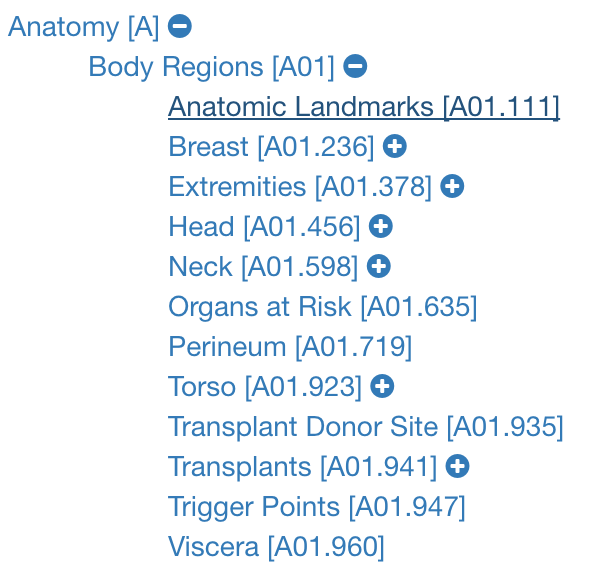 Anatomy [A]
Body Regions [A01]
Anatomic Landmarks [A01.111]
Breast [A01.236]
Extremities [A01.378]
Head [A01.456]
Neck [A01.598]
Organs at Risk [A01.635]
Perineum [A01.719]
Torso [A01.923]
Transplant Donor Site [A01.935]
Transplants [A01.941]
Trigger Points [A01.947]
Viscera [A01.960]